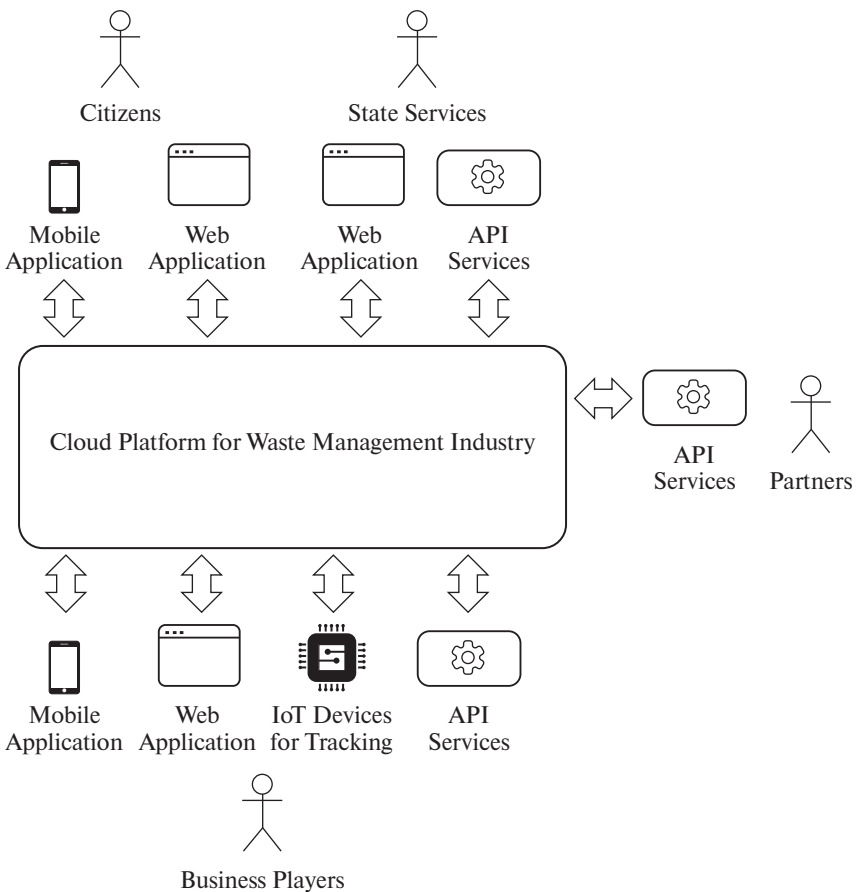 Citizens
State Services
Mobile
Application
Web
Application
Web
Application
API
Services
Cloud Platform for Waste Management Industry
API
Services
Partners
Mobile
Application
Web
Application
IoT Devices
for Tracking
API
Services
Business Players